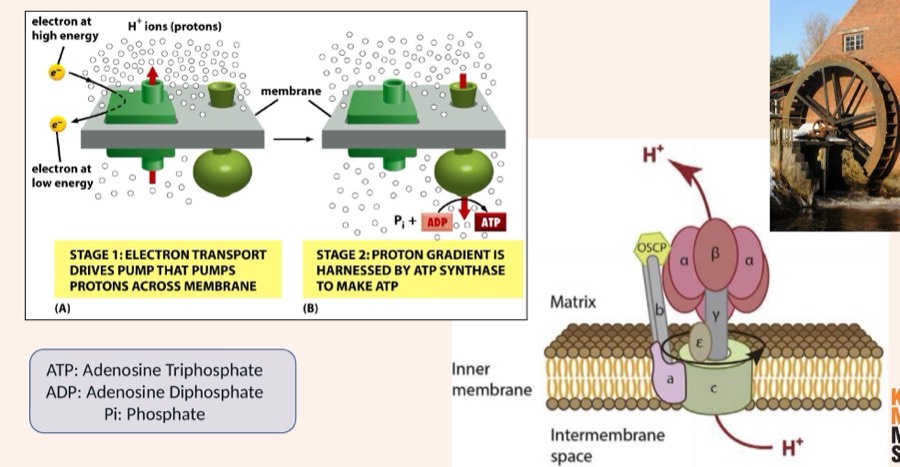 electron at
high energy
H⁺ ions (protons)
e⁻
e⁻
membrane
electron at
low energy
Pᵢ + ADP ATP
STAGE 1: ELECTRON TRANSPORT
DRIVES PUMP THAT PUMPS
PROTONS ACROSS MEMBRANE
STAGE 2: PROTON GRADIENT IS
HARNESSED BY ATP SYNTHASE
TO MAKE ATP
(A)
(B)
ATP: Adenosine Triphosphate
ADP: Adenosine Diphosphate
Pi: Phosphate
H⁺
OSCP
α
β
α
b
γ
ε
a
c
Matrix
Inner
membrane
Intermembrane
space
H⁺